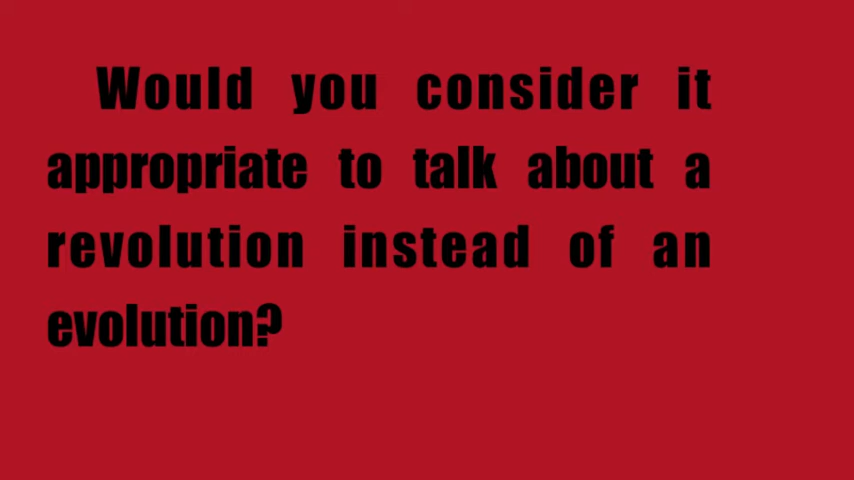 Would you consider it
appropriate to talk about a
revolution instead of an
evolution?